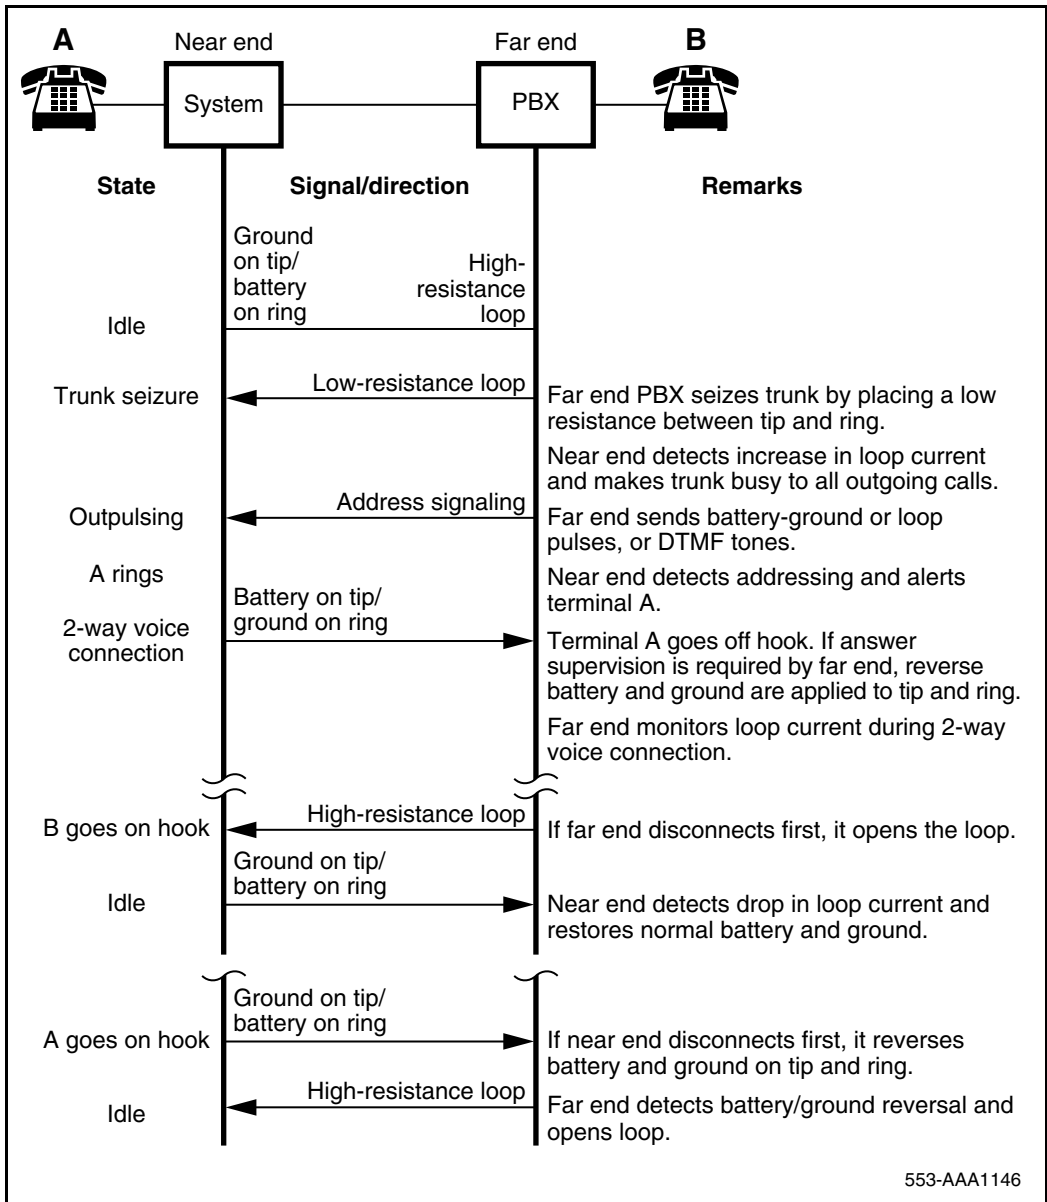 A
Near end
Far end
B
System
PBX
State
Signal/direction
Remarks
Ground
on tip/
battery
on ring
High-
resistance
loop
Idle
Trunk seizure
Low-resistance loop
Far end PBX seizes trunk by placing a low
resistance between tip and ring.
Near end detects increase in loop current
and makes trunk busy to all outgoing calls.
Outpulsing
Address signaling
Far end sends battery-ground or loop
pulses, or DTMF tones.
A rings
Near end detects addressing and alerts
terminal A.
2-way voice
connection
Battery on tip/
ground on ring
Terminal A goes off hook. If answer
supervision is required by far end, reverse
battery and ground are applied to tip and ring.
Far end monitors loop current during 2-way
voice connection.
B goes on hook
High-resistance loop
If far end disconnects first, it opens the loop.
Idle
Ground on tip/
battery on ring
Near end detects drop in loop current and
restores normal battery and ground.
A goes on hook
Ground on tip/
battery on ring
If near end disconnects first, it reverses
battery and ground on tip and ring.
Idle
High-resistance loop
Far end detects battery/ground reversal and
opens loop.
553-AAA1146